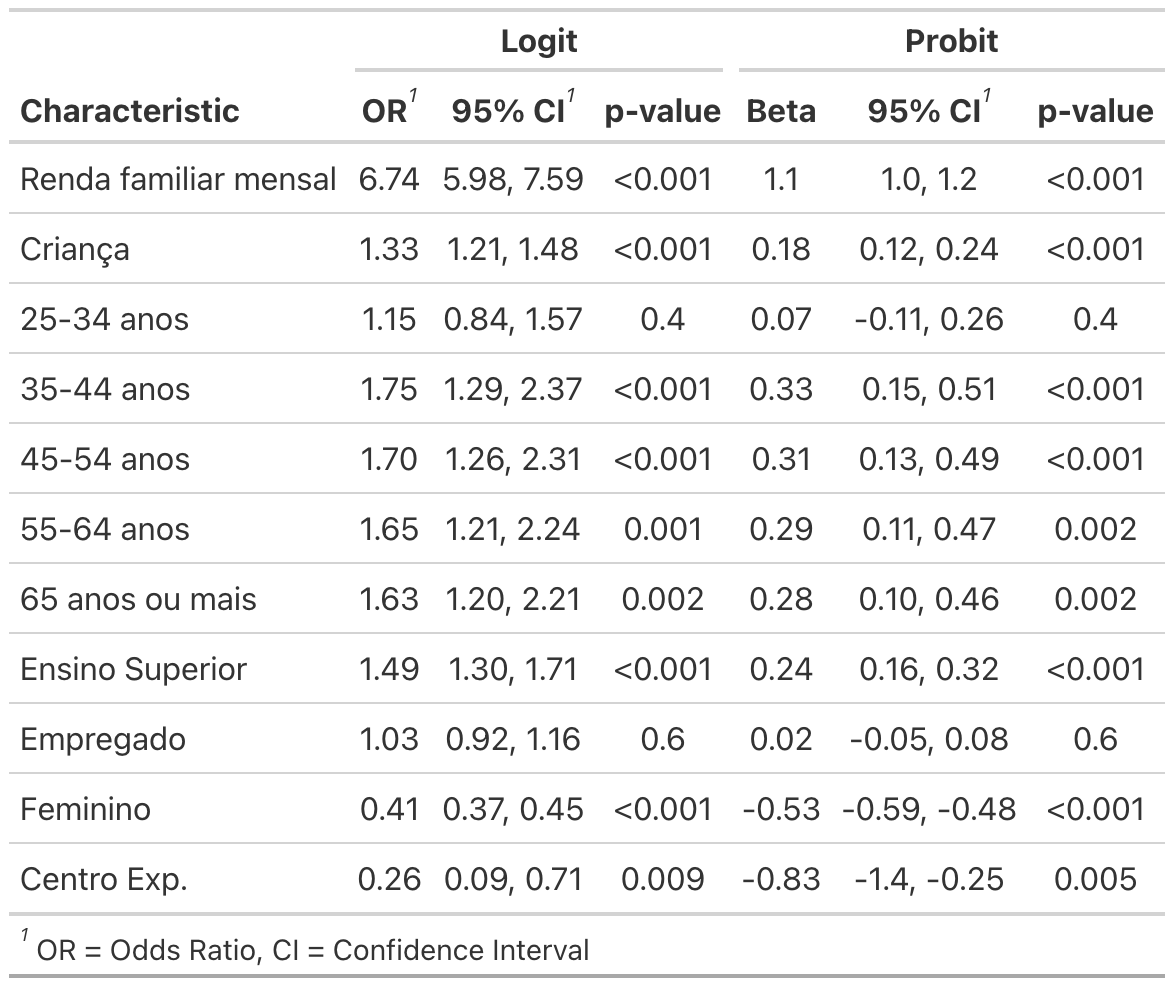 Logit Probit
Characteristic OR1 95% CI1 p-value Beta 95% CI1 p-value
Renda familiar mensal 6.74 5.98, 7.59 <0.001 1.1 1.0, 1.2 <0.001
Criança 1.33 1.21, 1.48 <0.001 0.18 0.12, 0.24 <0.001
25-34 anos 1.15 0.84, 1.57 0.4 0.07 -0.11, 0.26 0.4
35-44 anos 1.75 1.29, 2.37 <0.001 0.33 0.15, 0.51 <0.001
45-54 anos 1.70 1.26, 2.31 <0.001 0.31 0.13, 0.49 <0.001
55-64 anos 1.65 1.21, 2.24 0.001 0.29 0.11, 0.47 0.002
65 anos ou mais 1.63 1.20, 2.21 0.002 0.28 0.10, 0.46 0.002
Ensino Superior 1.49 1.30, 1.71 <0.001 0.24 0.16, 0.32 <0.001
Empregado 1.03 0.92, 1.16 0.6 0.02 -0.05, 0.08 0.6
Feminino 0.41 0.37, 0.45 <0.001 -0.53 -0.59, -0.48 <0.001
Centro Exp. 0.26 0.09, 0.71 0.009 -0.83 -1.4, -0.25 0.005
1 OR = Odds Ratio, CI = Confidence Interval